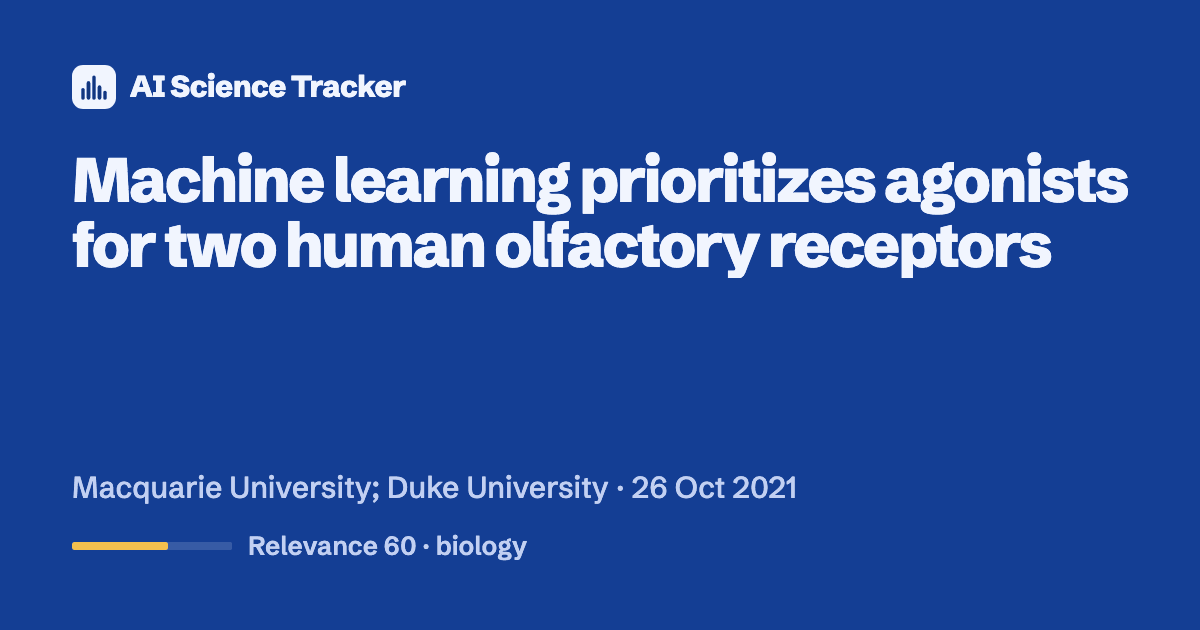 AI Science Tracker
Machine learning prioritizes agonists
for two human olfactory receptors
Macquarie University; Duke University · 26 Oct 2021
Relevance 60 · biology